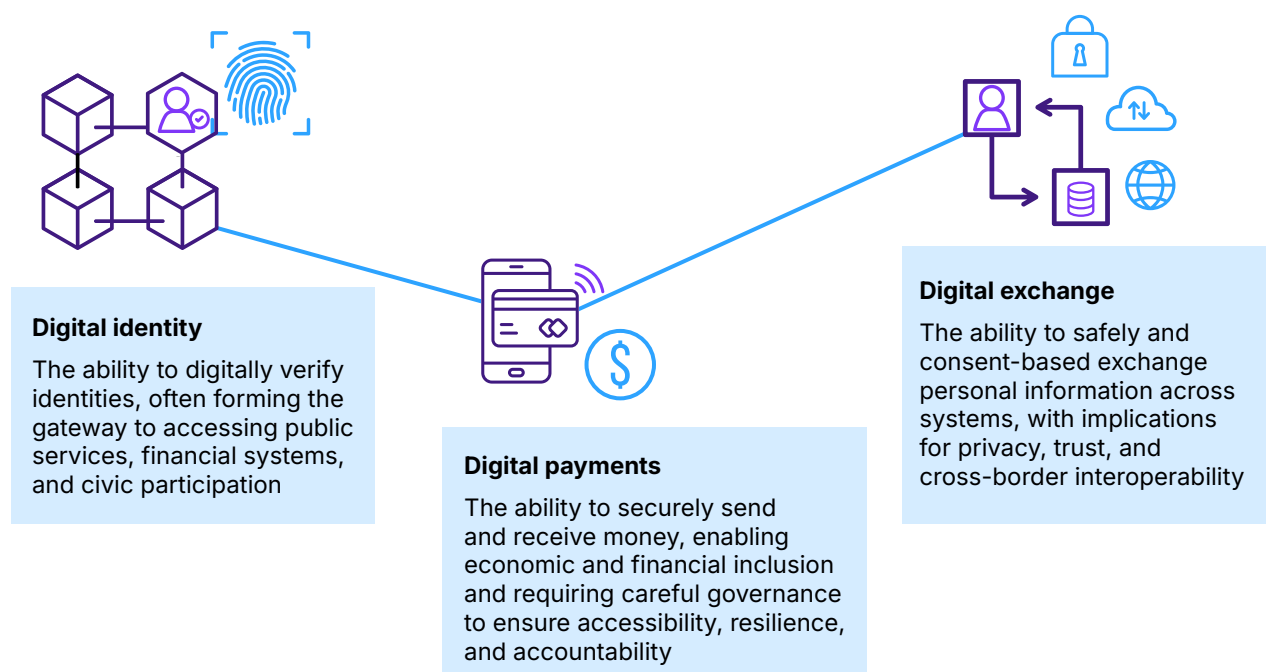 Digital identity
The ability to digitally verify
identities, often forming the
gateway to accessing public
services, financial systems,
and civic participation
Digital payments
The ability to securely send
and receive money, enabling
economic and financial inclusion
and requiring careful governance
to ensure accessibility, resilience,
and accountability
Digital exchange
The ability to safely and
consent-based exchange
personal information across
systems, with implications
for privacy, trust, and
cross-border interoperability
$